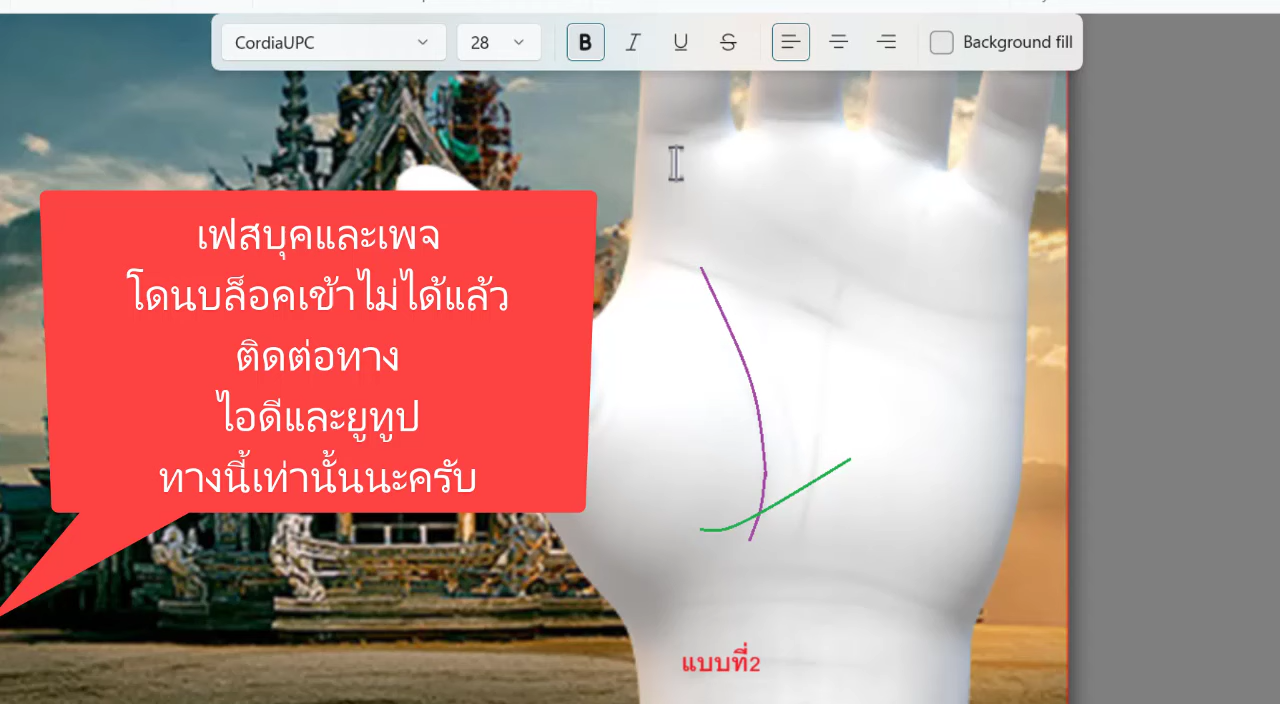 CordiaUPC
28
B
I
U
S
Background fill
เฟสบุคและเพจ
โดนบล็อคเข้าไม่ได้แล้ว
ติดต่อทาง
ไอดีและยูทูป
ทางนี้เท่านั้นนะครับ
แบบที่2